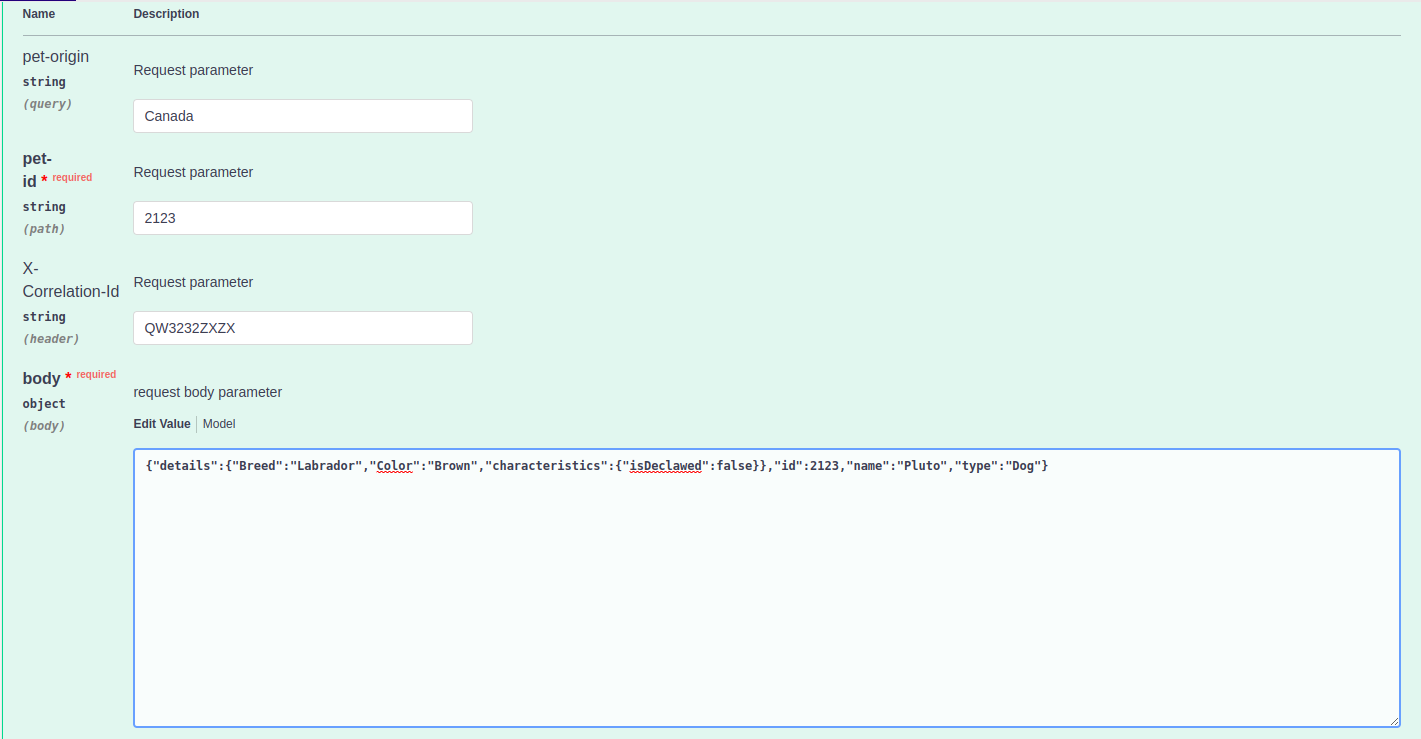 Name Description
pet-origin
string
(query)
Request parameter
Canada
pet-
id * required
string
(path)
Request parameter
2123
X-
Correlation-Id
string
(header)
Request parameter
QW3232ZXZX
body * required
object
(body)
request body parameter
Edit Value Model
{"details":{"Breed":"Labrador","Color":"Brown","characteristics":{"isDeclawed":false}},"id":2123,"name":"Pluto","type":"Dog"}